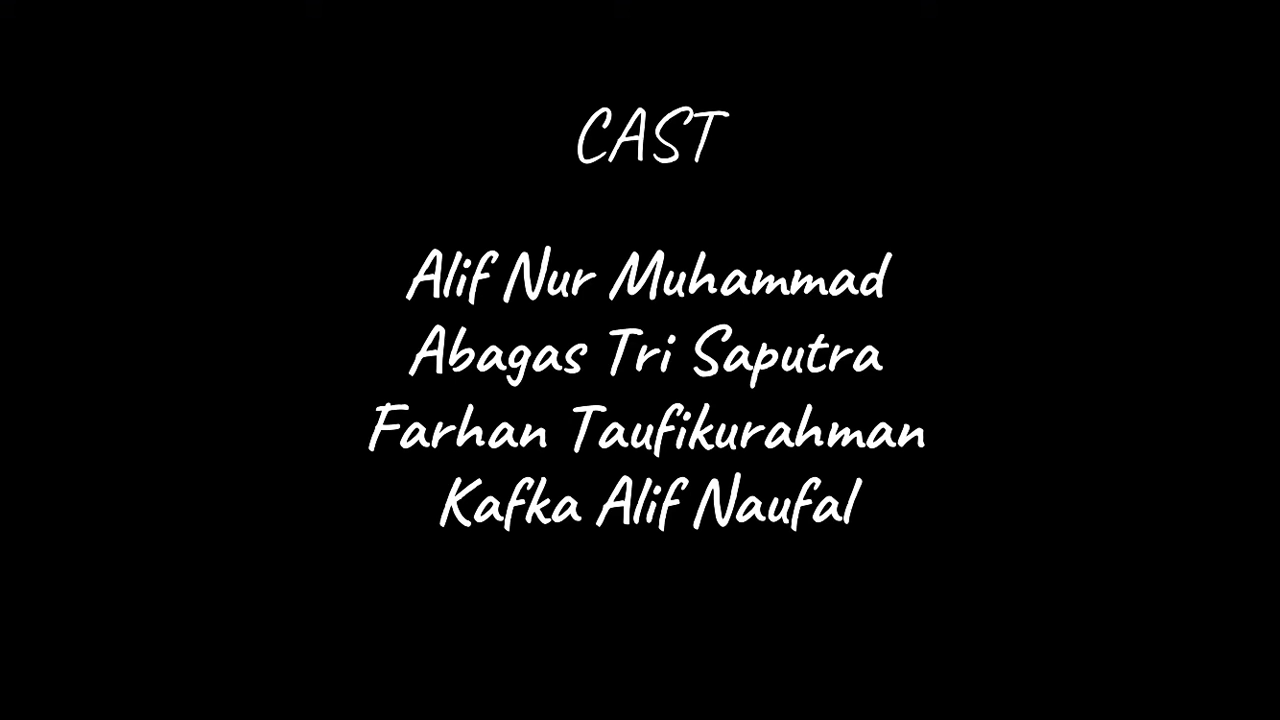 CAST
Alif Nur Muhammad
Abagas Tri Saputra
Farhan Taufikurahman
Kafka Alif Naufal